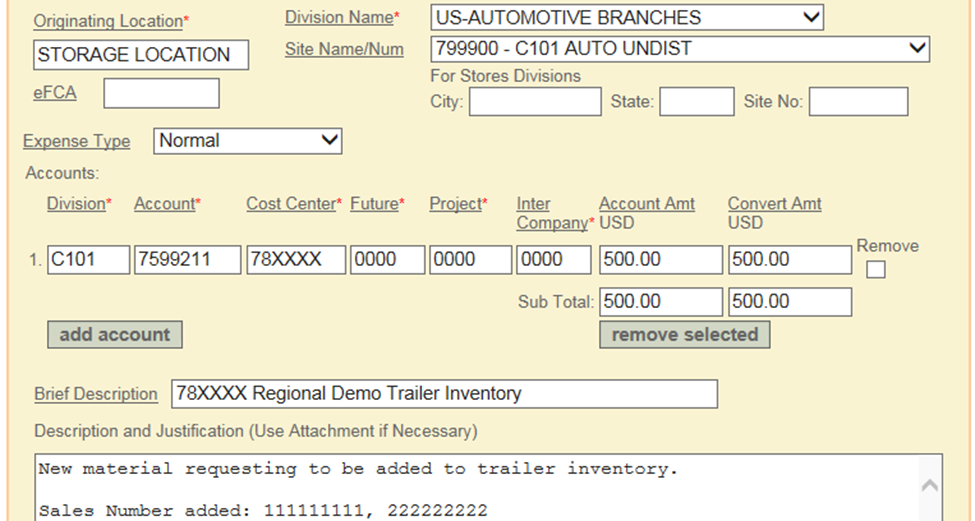 Originating Location* Division Name* US-AUTOMOTIVE BRANCHES
STORAGE LOCATION Site Name/Num 799900 - C101 AUTO UNDIST
For Stores Divisions
eFCA City: State: Site No:
Expense Type Normal
Accounts:
Division* Account* Cost Center* Future* Project* Inter Company* Account Amt USD Convert Amt USD
Remove
1. C101 7599211 78XXXX 0000 0000 0000 500.00 500.00
Sub Total: 500.00 500.00
add account remove selected
Brief Description 78XXXX Regional Demo Trailer Inventory
Description and Justification (Use Attachment if Necessary)
New material requesting to be added to trailer inventory.
Sales Number added: 111111111, 222222222